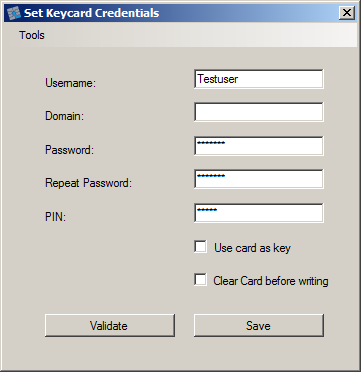 Set Keycard Credentials
Tools
Username: Testuser
Domain:
Password: *******
Repeat Password: *******
PIN: *****
Use card as key
Clear Card before writing
Validate Save